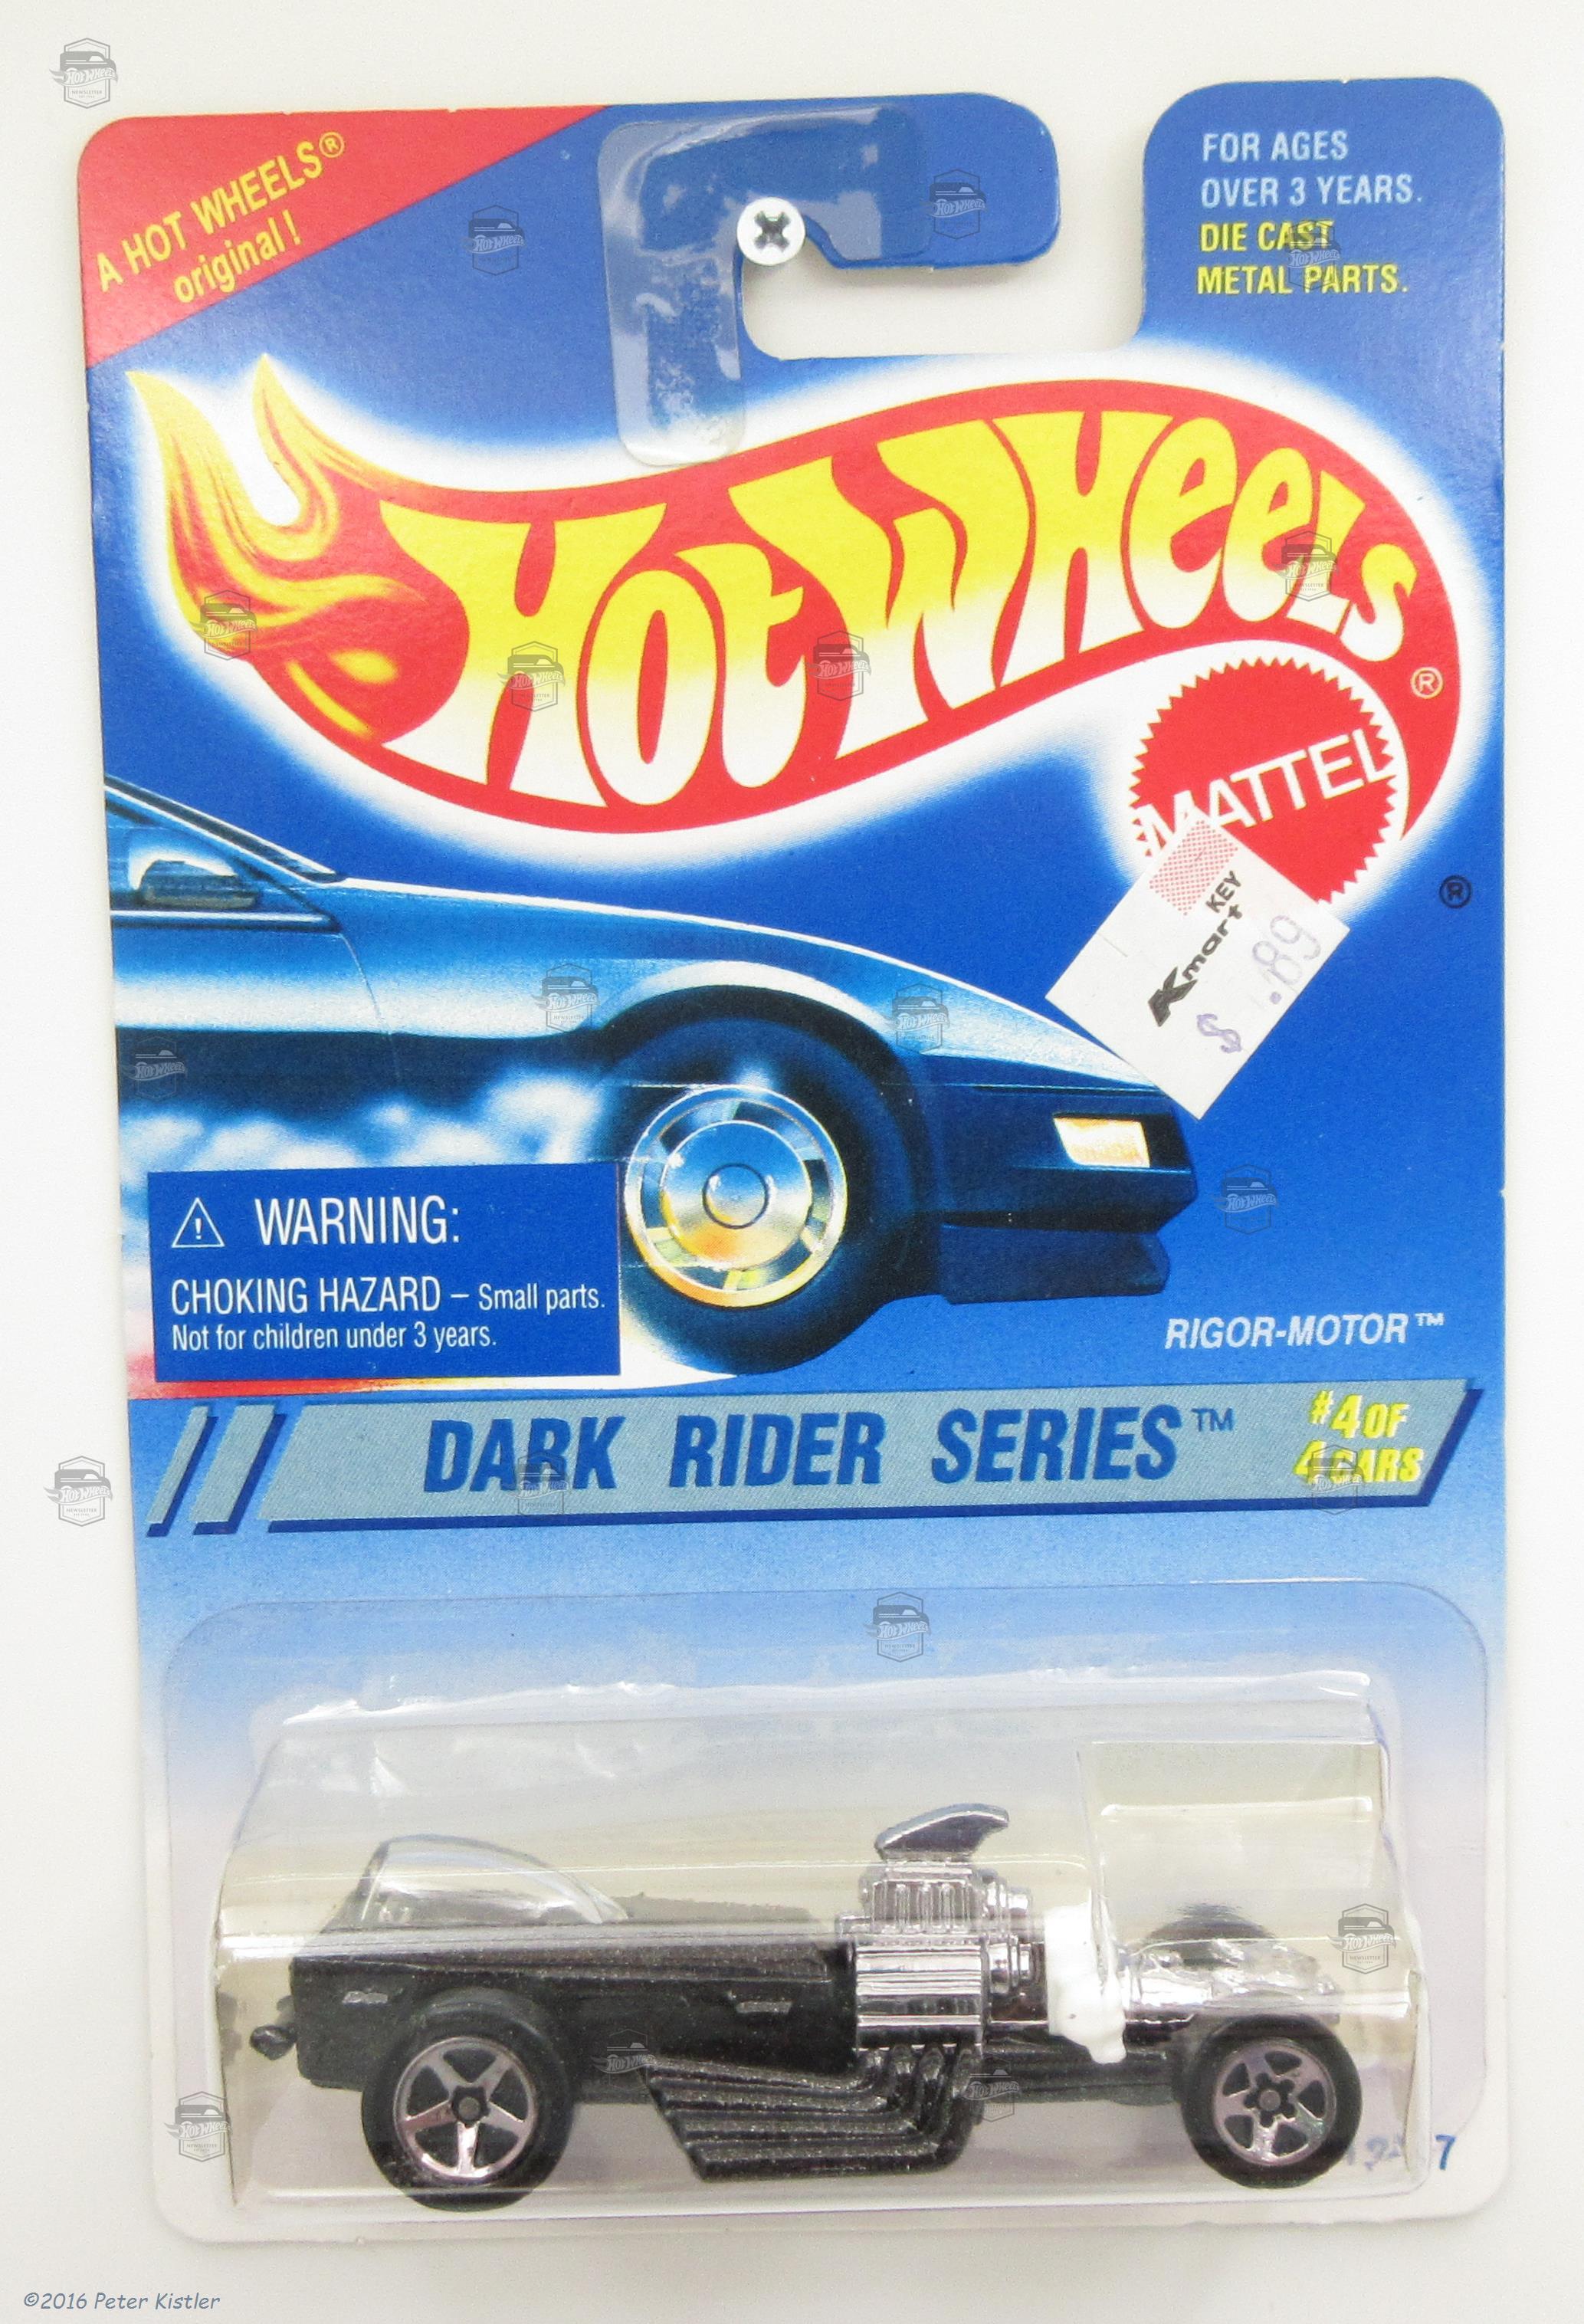 A HOT WHEELS®
original!
FOR AGES
OVER 3 YEARS.
DIE CAST
METAL PARTS.
Hot Wheels
®
MATTEL
®
Kmart KEY
$ .89
WARNING:
CHOKING HAZARD – Small parts.
Not for children under 3 years.
RIGOR-MOTOR™
DARK RIDER SERIES™
#4 OF
4 CARS
7
©2016 Peter Kistler